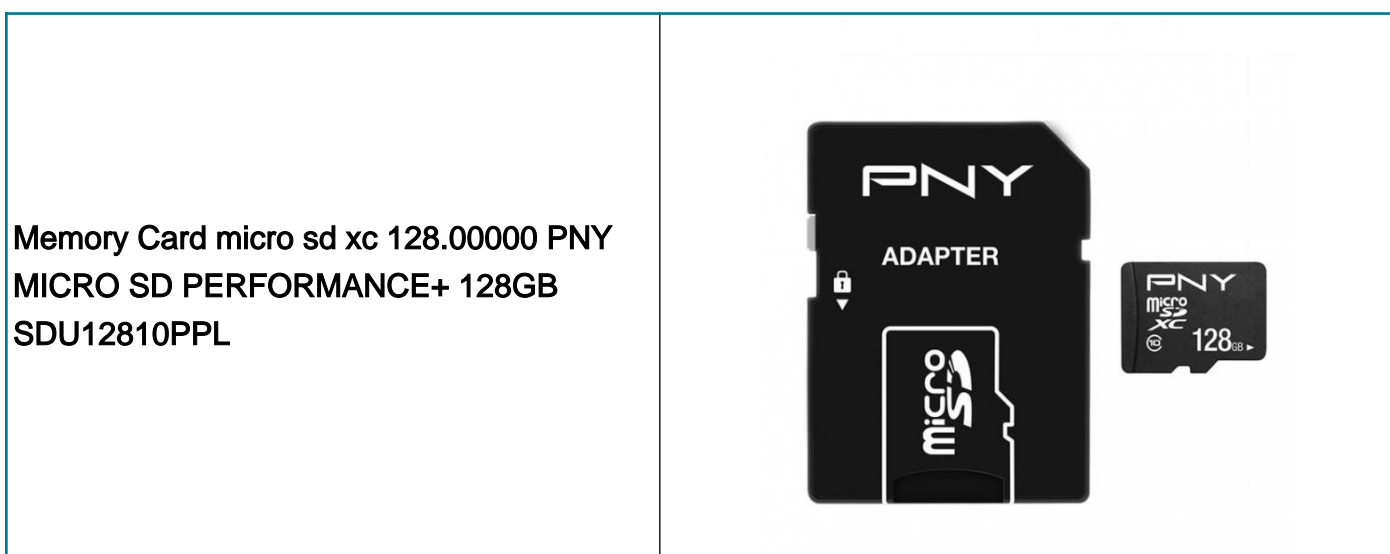 Memory Card micro sd xc 128.00000 PNY
MICRO SD PERFORMANCE+ 128GB
SDU12810PPL
PNY
ADAPTER
micro SD
PNY
micro
SD
XC
10 128GB